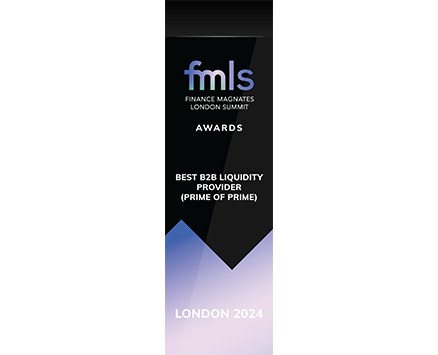 fmls
FINANCE MAGNATES
LONDON SUMMIT
AWARDS
BEST B2B LIQUIDITY
PROVIDER
(PRIME OF PRIME)
LONDON 2024